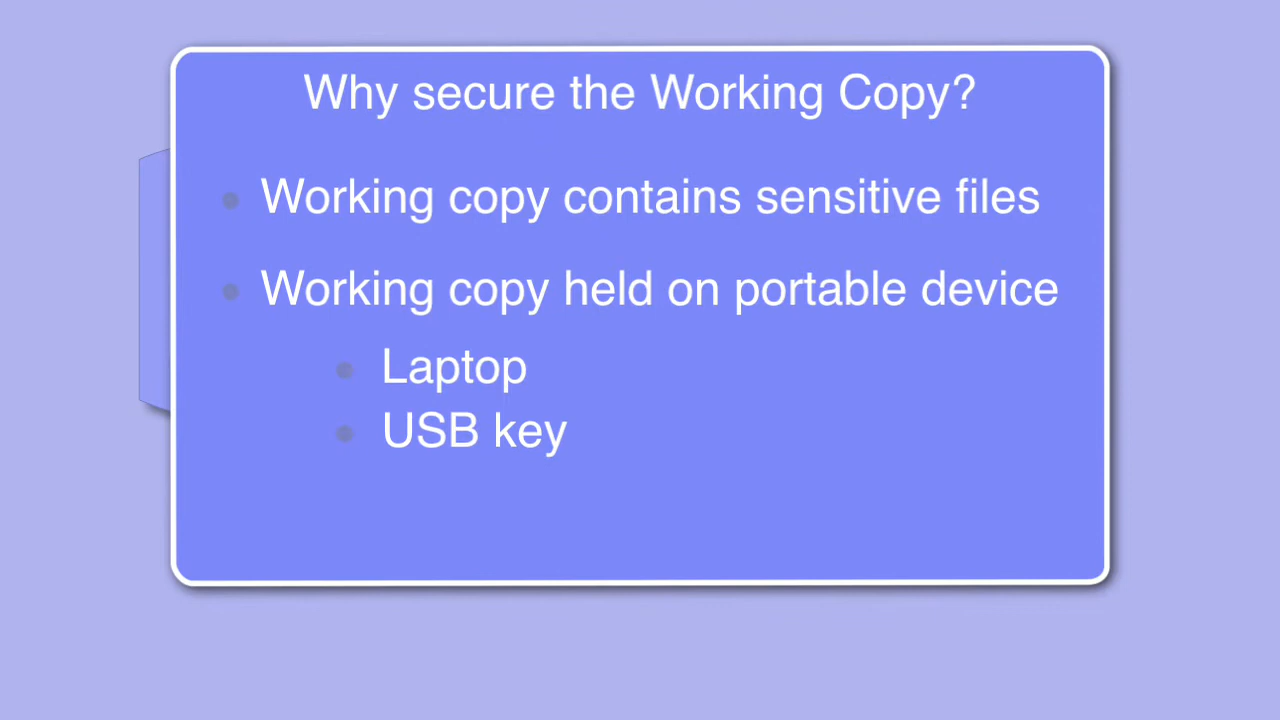 Why secure the Working Copy?
Working copy contains sensitive files
Working copy held on portable device
Laptop
USB key